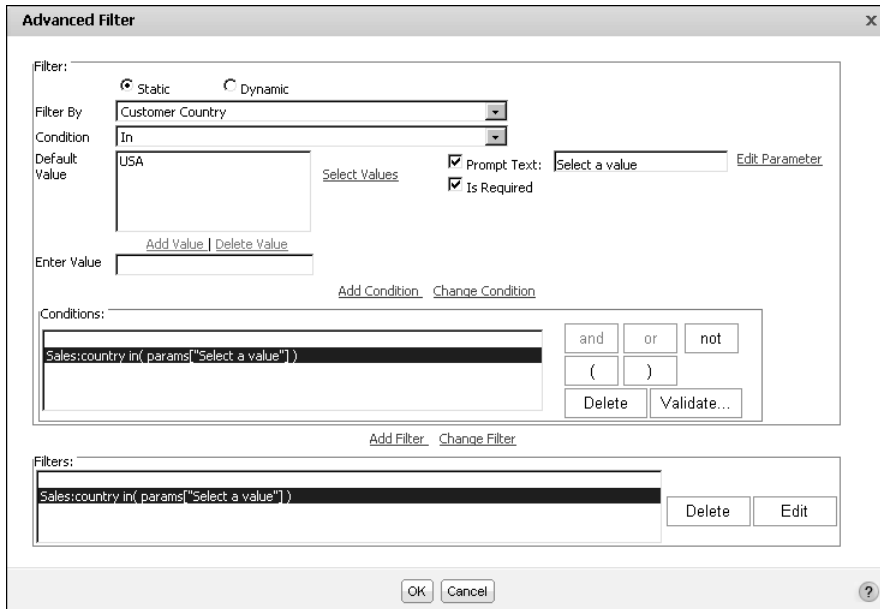 Advanced Filter x
Filter:
Static Dynamic
Filter By Customer Country
Condition In
Default Value USA Select Values Prompt Text: Select a value Edit Parameter
Is Required
Add Value | Delete Value
Enter Value
Add Condition Change Condition
Conditions:
Sales:country in( params["Select a value"] )
and or not
( )
Delete Validate...
Add Filter Change Filter
Filters:
Sales:country in( params["Select a value"] )
Delete Edit
OK Cancel ?